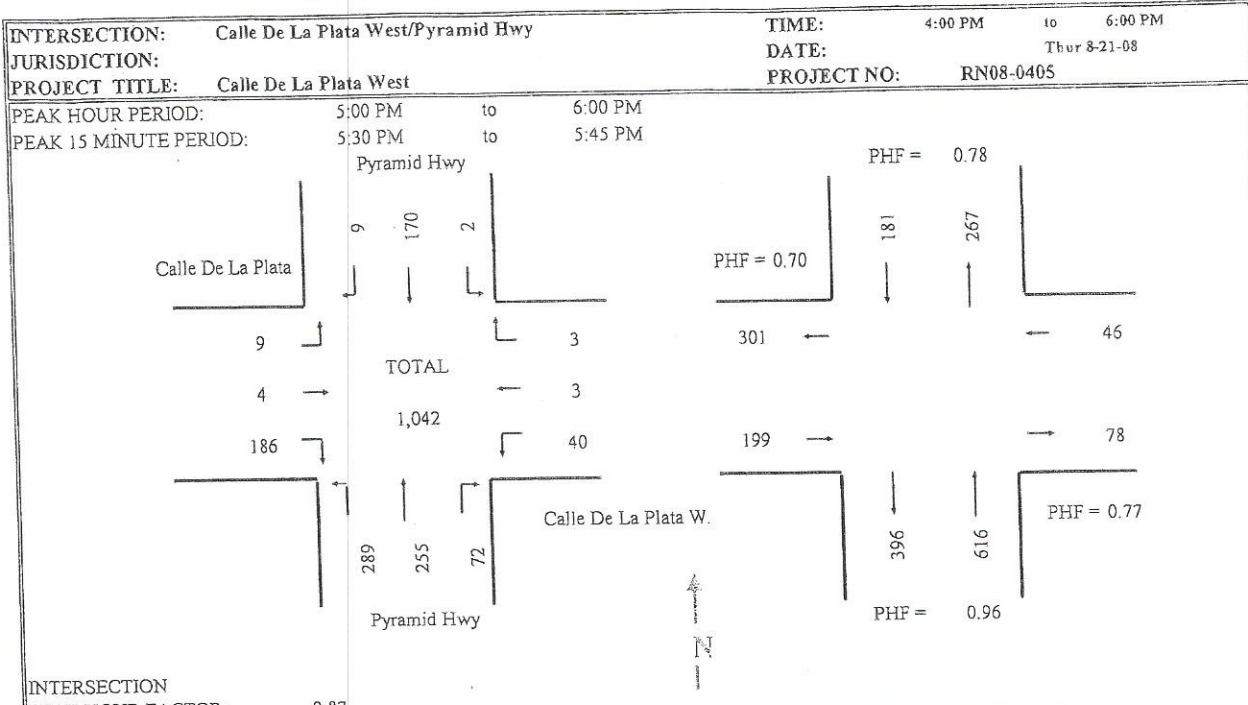 INTERSECTION: Calle De La Plata West/Pyramid Hwy TIME: 4:00 PM to 6:00 PM
JURISDICTION: DATE: Thur 8-21-08
PROJECT TITLE: Calle De La Plata West PROJECT NO: RN08-0405
PEAK HOUR PERIOD: 5:00 PM to 6:00 PM
PEAK 15 MINUTE PERIOD: 5:30 PM to 5:45 PM
Pyramid Hwy
9 170 2
Calle De La Plata
9
4
186
TOTAL
1,042
3
3
40
289 255 72
Calle De La Plata W.
Pyramid Hwy
PHF = 0.78
181 267
PHF = 0.70
301 46
199 78
396 616
PHF = 0.77
PHF = 0.96
N
INTERSECTION